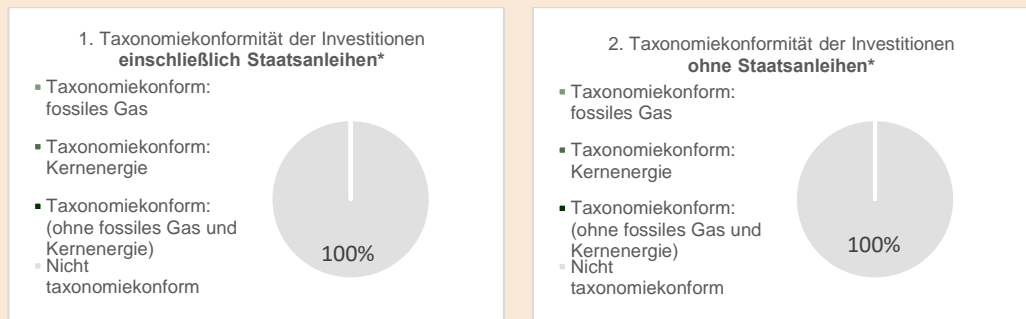 1. Taxonomiekonformität der Investitionen
einschließlich Staatsanleihen*
Taxonomiekonform:
fossiles Gas
Taxonomiekonform:
Kernenergie
Taxonomiekonform:
(ohne fossiles Gas und
Kernenergie)
Nicht
taxonomiekonform
100%
2. Taxonomiekonformität der Investitionen
ohne Staatsanleihen*
Taxonomiekonform:
fossiles Gas
Taxonomiekonform:
Kernenergie
Taxonomiekonform:
(ohne fossiles Gas und
Kernenergie)
Nicht
taxonomiekonform
100%